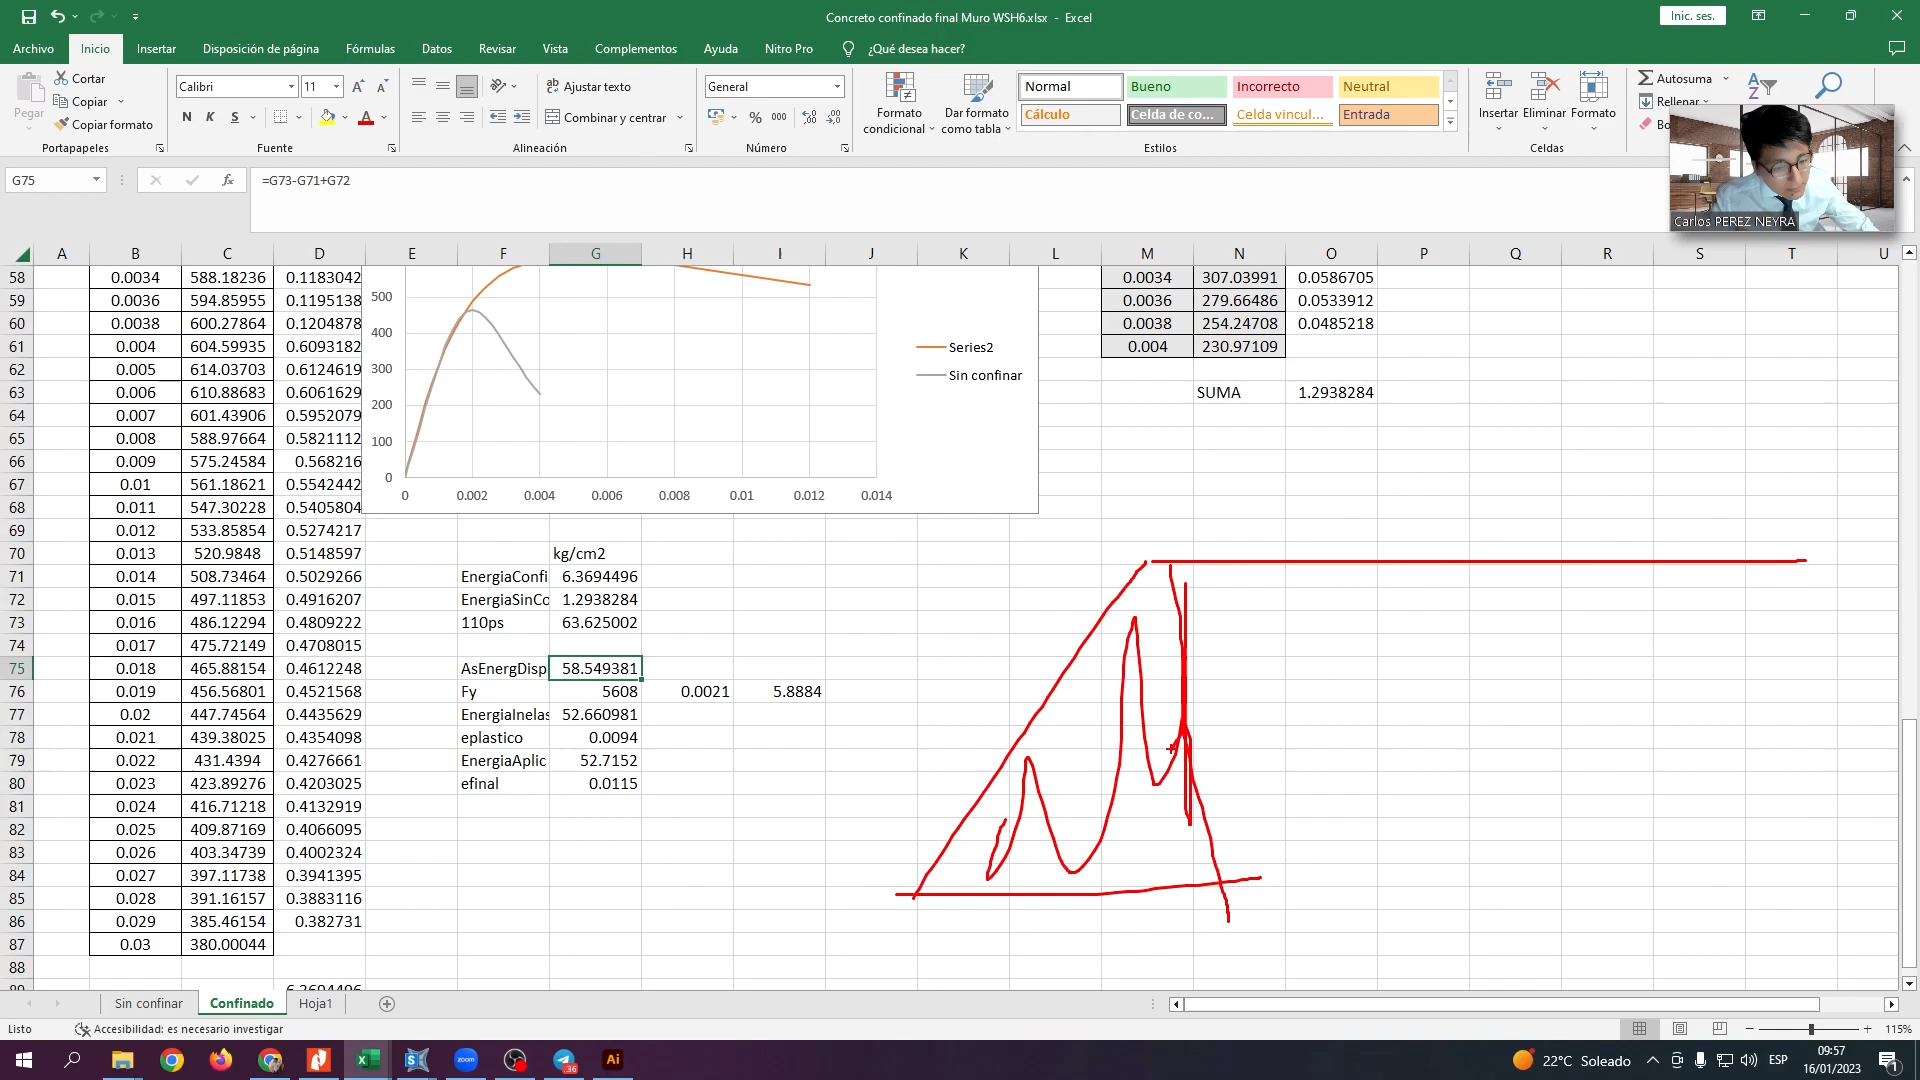 Concreto confinado final Muro WSH6.xlsx - Excel
Inic. ses.
Archivo Inicio Insertar Disposición de página Fórmulas Datos Revisar Vista Complementos Ayuda Nitro Pro ¿Qué desea hacer?
Pegar
Cortar
Copiar
Copiar formato
Portapapeles
Calibri 11
N K S
Fuente
Ajustar texto
Combinar y centrar
Alineación
General
% 000
Número
Formato condicional
Dar formato como tabla
Normal Bueno Incorrecto Neutral
Cálculo Celda de co... Celda vincul... Entrada
Estilos
Insertar Eliminar Formato
Celdas
Autosuma
Rellenar
Carlos PEREZ NEYRA
G75 fx =G73-G71+G72
A B C D E F G H I J K L M N O P Q R S T U
58 0.0034 588.18236 0.1183042 0.0034 307.03991 0.0586705
59 0.0036 594.85955 0.1195138 0.0036 279.66486 0.0533912
60 0.0038 600.27864 0.1204878 0.0038 254.24708 0.0485218
61 0.004 604.59935 0.6093182 0.004 230.97109
62 0.005 614.03703 0.6124619
63 0.006 610.88683 0.6061629 SUMA 1.2938284
64 0.007 601.43906 0.5952079
65 0.008 588.97664 0.5821112
66 0.009 575.24584 0.568216
67 0.01 561.18621 0.5542442
68 0.011 547.30228 0.5405804
69 0.012 533.85854 0.5274217
70 0.013 520.9848 0.5148597 kg/cm2
71 0.014 508.73464 0.5029266 EnergiaConfi 6.3694496
72 0.015 497.11853 0.4916207 EnergiaSinCo 1.2938284
73 0.016 486.12294 0.4809222 110ps 63.625002
74 0.017 475.72149 0.4708015
75 0.018 465.88154 0.4612248 AsEnergDisp 58.549381
76 0.019 456.56801 0.4521568 Fy 5608 0.0021 5.8884
77 0.02 447.74564 0.4435629 EnergiaInelas 52.660981
78 0.021 439.38025 0.4354098 eplastico 0.0094
79 0.022 431.4394 0.4276661 EnergiaAplic 52.7152
80 0.023 423.89276 0.4203025 efinal 0.0115
81 0.024 416.71218 0.4132919
82 0.025 409.87169 0.4066095
83 0.026 403.34739 0.4002324
84 0.027 397.11738 0.3941395
85 0.028 391.16157 0.3883116
86 0.029 385.46154 0.382731
87 0.03 380.00044
88
500
400
300
200
100
0
0 0.002 0.004 0.006 0.008 0.01 0.012 0.014
Series2
Sin confinar
Sin confinar Confinado Hoja1
Listo Accesibilidad: es necesario investigar 115%
22°C Soleado ESP 09:57
16/01/2023